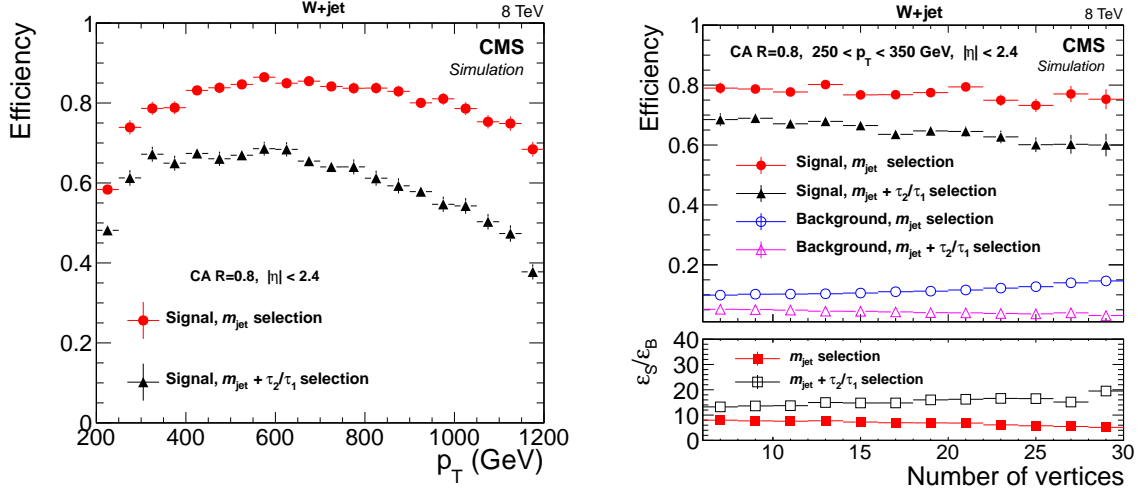 W+jet
8 TeV
Efficiency
1
0.8
0.6
0.4
0.2
0
CMS
Simulation
CA R=0.8, |η| < 2.4
Signal, m_jet selection
Signal, m_jet + τ₂/τ₁ selection
200
400
600
800
1000
1200
p_T (GeV)
W+jet
8 TeV
Efficiency
1
0.8
0.6
0.4
0.2
CA R=0.8, 250 < p_T < 350 GeV, |η| < 2.4
CMS
Simulation
Signal, m_jet selection
Signal, m_jet + τ₂/τ₁ selection
Background, m_jet selection
Background, m_jet + τ₂/τ₁ selection
ε_S/ε_B
40
30
20
10
0
m_jet selection
m_jet + τ₂/τ₁ selection
10
15
20
25
30
Number of vertices